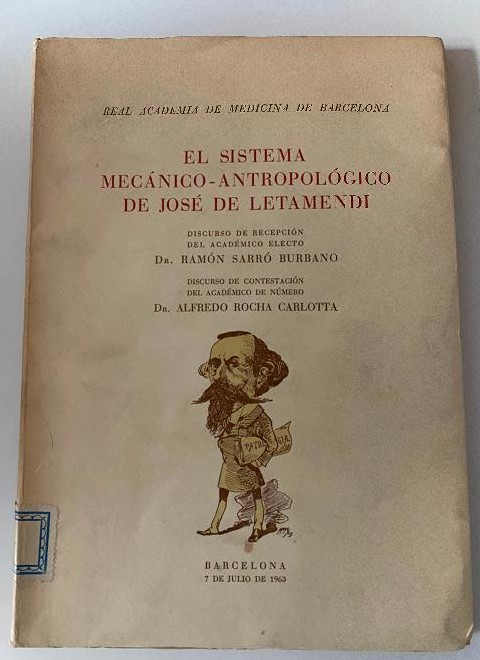 REAL ACADEMIA DE MEDICINA DE BARCELONA
EL SISTEMA
MECÁNICO-ANTROPOLÓGICO
DE JOSÉ DE LETAMENDI
DISCURSO DE RECEPCIÓN
DEL ACADÉMICO ELECTO
DR. RAMÓN SARRÓ BURBANO
DISCURSO DE CONTESTACIÓN
DEL ACADÉMICO DE NÚMERO
DR. ALFREDO ROCHA CARLOTTA
BARCELONA
7 DE JULIO DE 1963